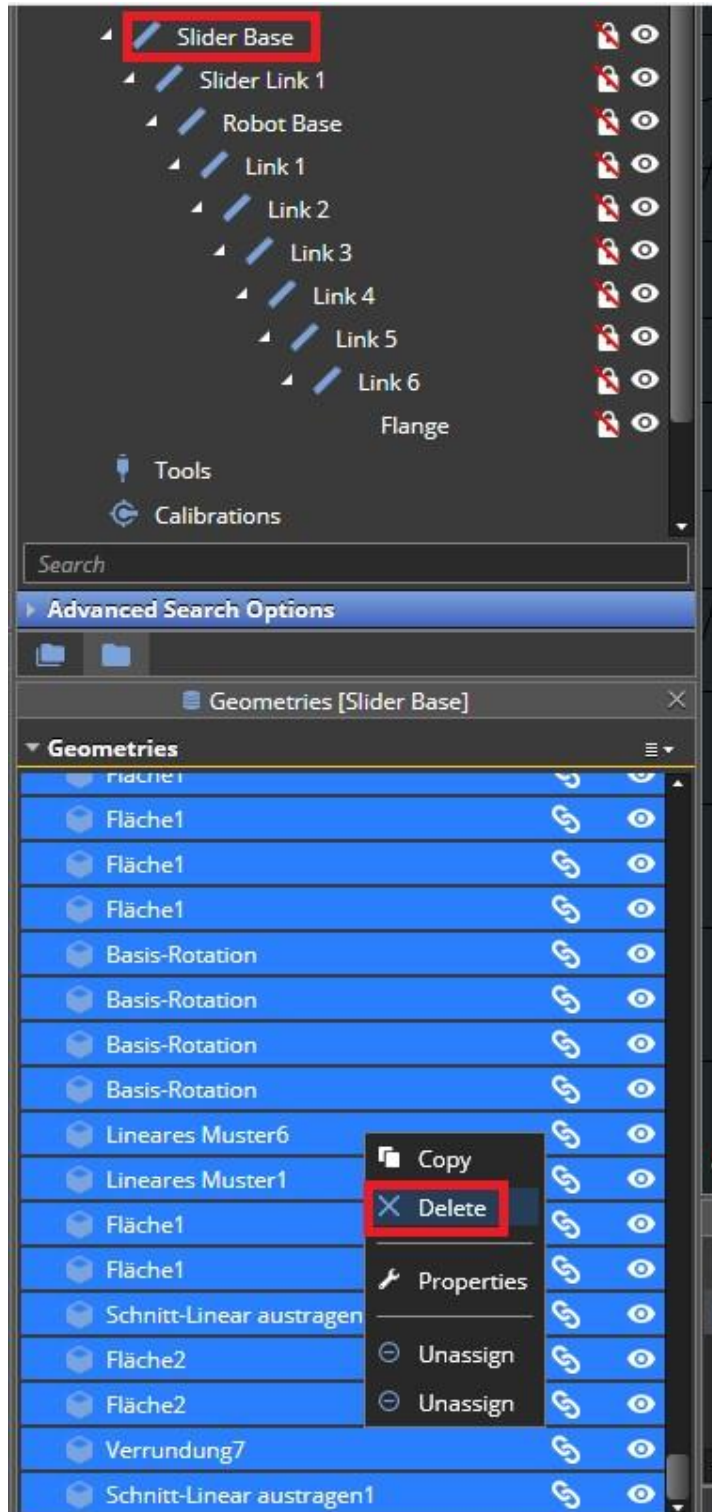 Slider Base
Slider Link 1
Robot Base
Link 1
Link 2
Link 3
Link 4
Link 5
Link 6
Flange
Tools
Calibrations
Search
Advanced Search Options
Geometries [Slider Base]
Geometries
Fläche1
Fläche1
Fläche1
Fläche1
Basis-Rotation
Basis-Rotation
Basis-Rotation
Basis-Rotation
Lineares Muster6
Copy
Lineares Muster1
Delete
Fläche1
Fläche1
Properties
Schnitt-Linear austragen
Fläche2
Unassign
Fläche2
Unassign
Verrundung7
Schnitt-Linear austragen1